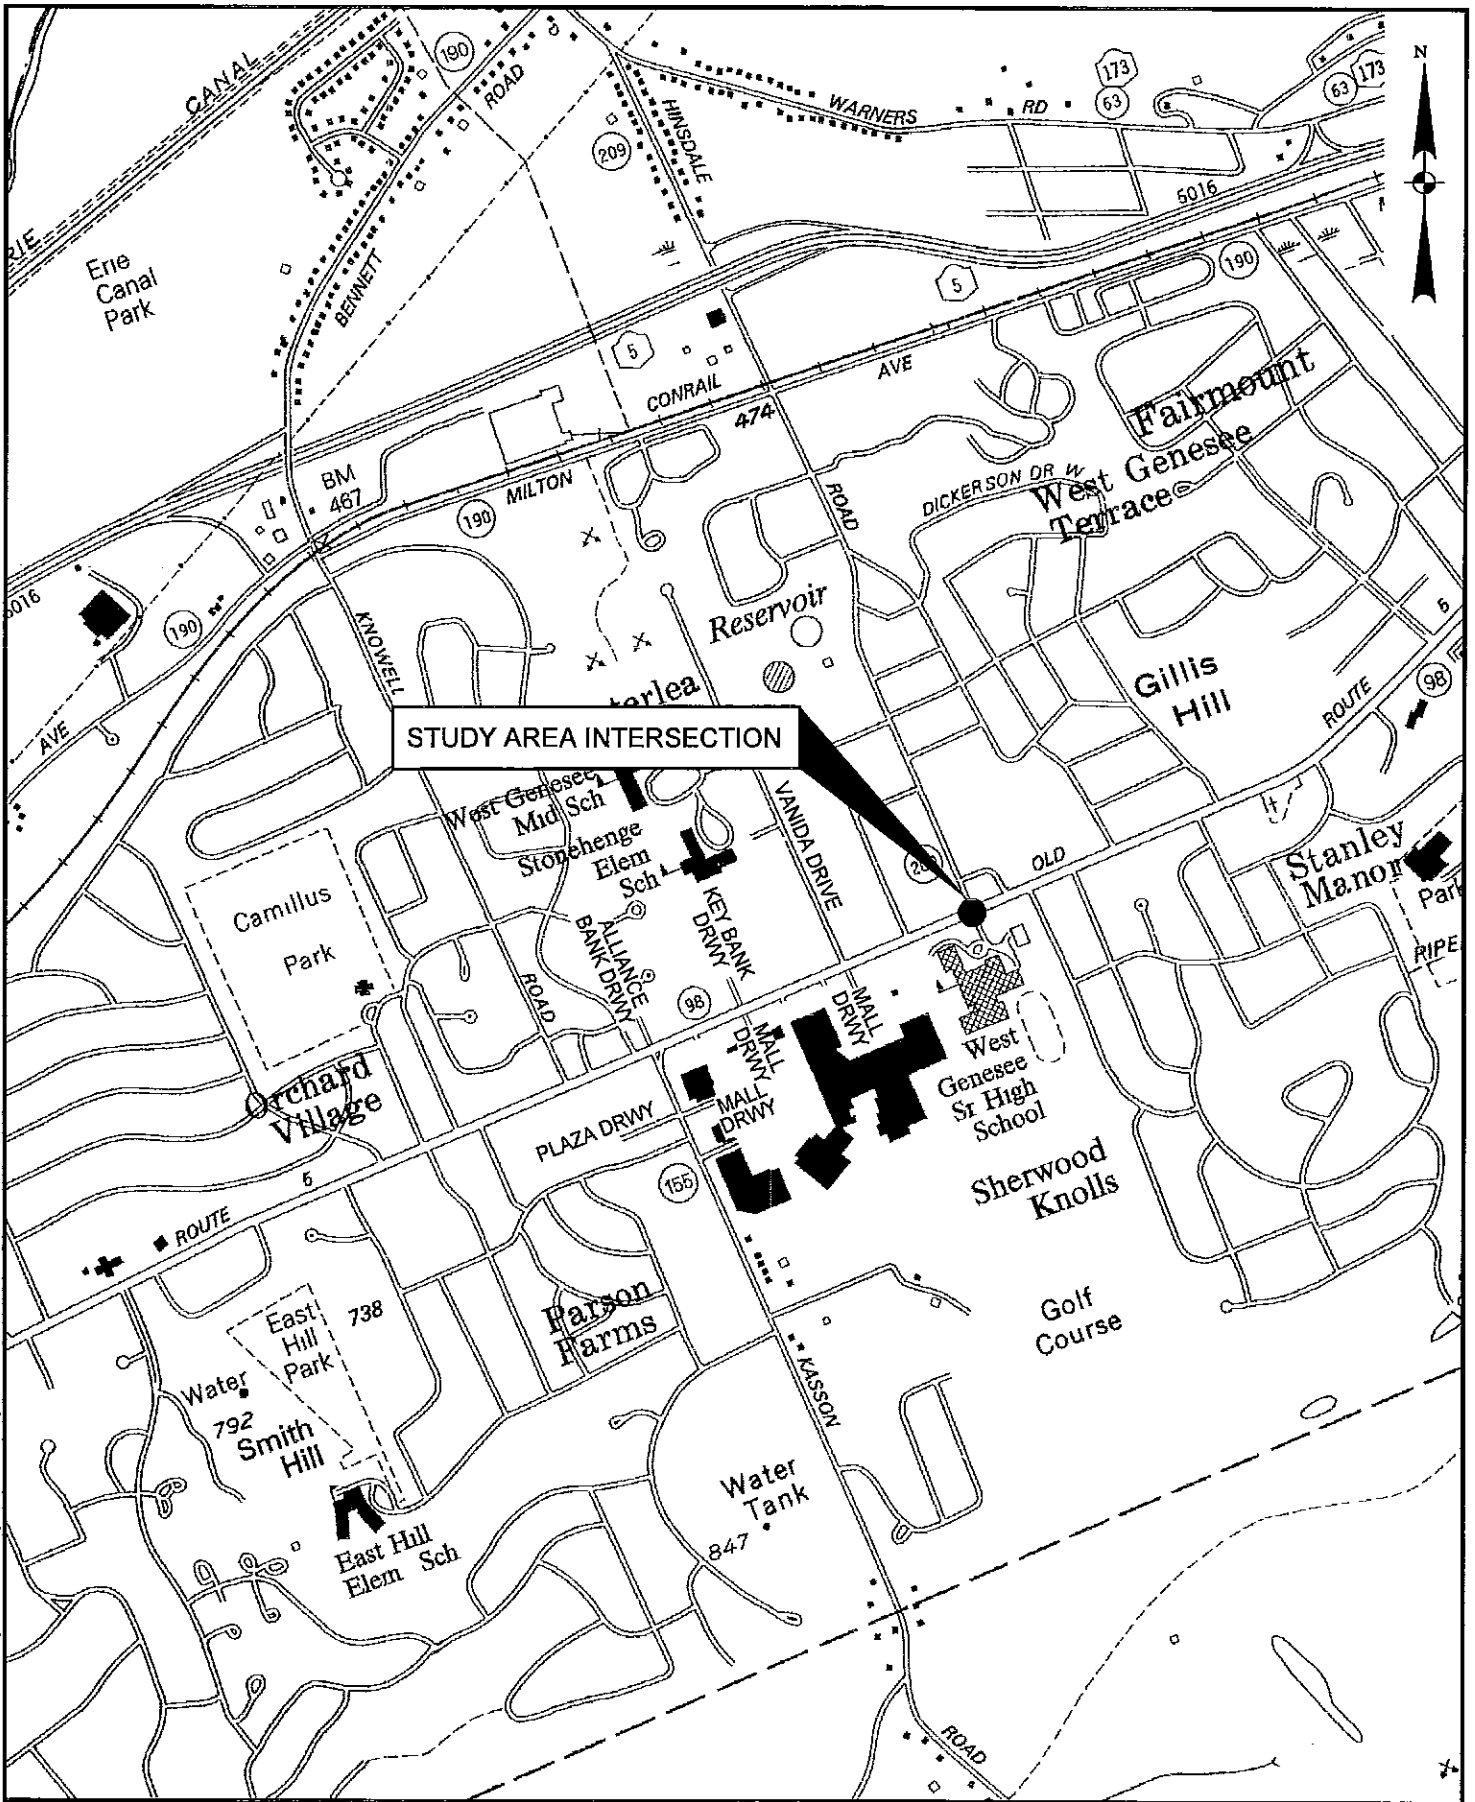 CANAL
190
ROAD
HINSDALE
209
WARNERS
RD
173
63
63
173
N
5016
RIE
Erie
Canal
Park
BENNETT
5
190
5
CONRAIL
AVE
474
Fairmount
West Genesee
Terrace
DICKERSON DR W
BM
467
MILTON
190
ROAD
5016
190
KNOWELL
Reservoir
Gillis
Hill
5
ROUTE
98
AVE
terlea
STUDY AREA INTERSECTION
West Genesee
Mid Sch
Stonehenge
Elem
Sch
VANIDA DRIVE
OLD
Stanley
Manor
Park
Camillus
Park
KEY BANK
DRWY
ALLIANCE
BANK DRWY
ROAD
98
MALL
DRWY
MALL
DRWY
MALL
DRWY
West
Genesee
Sr High
School
Orchard
Village
PLAZA DRWY
155
Sherwood
Knolls
5
ROUTE
East
Hill
Park
738
Parson
Farms
Golf
Course
Water
792
Smith
Hill
KASSON
Water
Tank
847
East Hill
Elem Sch
ROAD